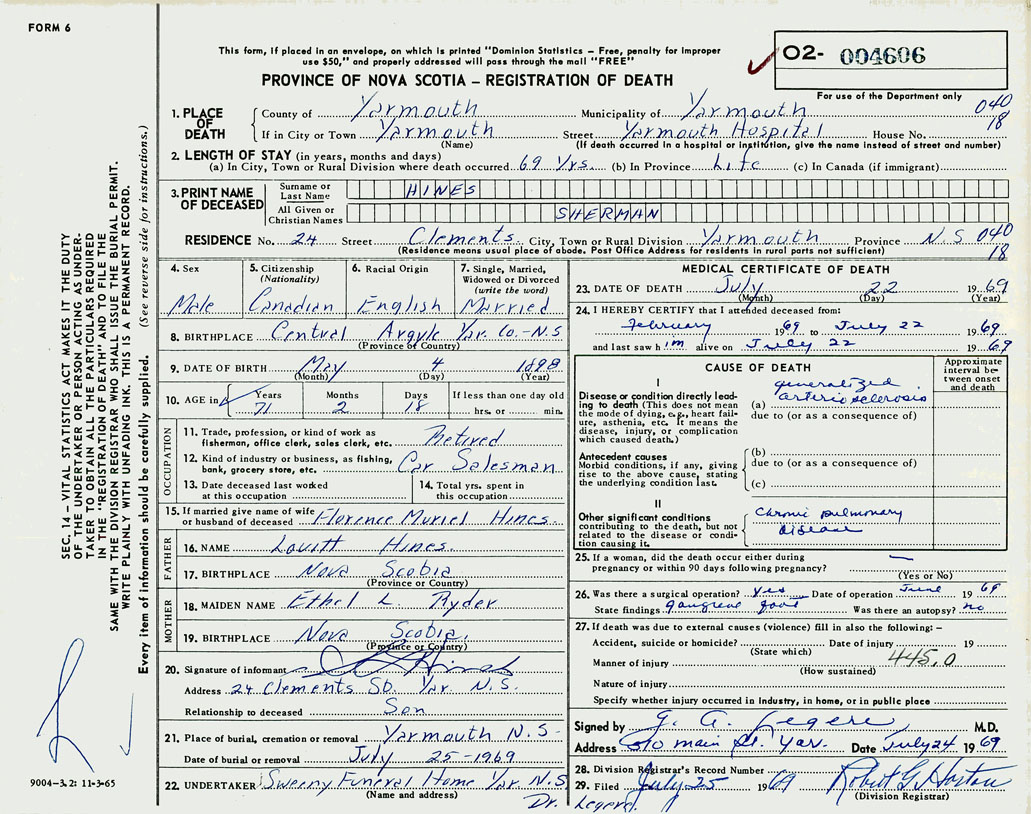 FORM 6
This form, if placed in an envelope, on which is printed "Dominion Statistics – Free, penalty for improper
use $50," and properly addressed will pass through the mail "FREE"
PROVINCE OF NOVA SCOTIA – REGISTRATION OF DEATH
02- 004606
For use of the Department only
SEC. 14 – VITAL STATISTICS ACT MAKES IT THE DUTY
OF THE UNDERTAKER OR PERSON ACTING AS UNDER-
TAKER TO OBTAIN ALL THE PARTICULARS REQUIRED
IN THE "REGISTRATION OF DEATH" AND TO FILE THE
SAME WITH THE DIVISION REGISTRAR WHO SHALL ISSUE THE BURIAL PERMIT.
WRITE PLAINLY WITH UNFADING INK. THIS IS A PERMANENT RECORD.
Every item of information should be carefully supplied. (See reverse side for instructions.)
1. PLACE OF DEATH
County of Yarmouth Municipality of Yarmouth 040
If in City or Town Yarmouth Street Yarmouth Hospital House No. 18
(Name) (If death occurred in a hospital or institution, give the name instead of street and number)
2. LENGTH OF STAY (in years, months and days)
(a) In City, Town or Rural Division where death occurred 69 Yrs. (b) In Province Life (c) In Canada (if immigrant)
3. PRINT NAME OF DECEASED
Surname or Last Name HINES
All Given or Christian Names SHERMAN
RESIDENCE No. 24 Street Clements City, Town or Rural Division Yarmouth Province N.S 040
(Residence means usual place of abode. Post Office Address for residents in rural parts not sufficient) 18
4. Sex
Male
5. Citizenship (Nationality)
Canadian
6. Racial Origin
English
7. Single, Married, Widowed or Divorced (write the word)
Married
8. BIRTHPLACE Central Argyle Yar. Co.-N.S
(Province or Country)
9. DATE OF BIRTH May 4 1898
(Month) (Day) (Year)
10. AGE in Years Months Days If less than one day old
71 2 18 hrs. or min.
OCCUPATION
11. Trade, profession, or kind of work as
fisherman, office clerk, sales clerk, etc. Retired
12. Kind of industry or business, as fishing,
bank, grocery store, etc. Car Salesman
13. Date deceased last worked
at this occupation
14. Total yrs. spent in
this occupation
15. If married give name of wife
or husband of deceased Florence Muriel Hines
FATHER
16. NAME Lovitt Hines
17. BIRTHPLACE Nova Scotia
(Province or Country)
MOTHER
18. MAIDEN NAME Ethel L. Ryder
19. BIRTHPLACE Nova Scotia
(Province or Country)
20. Signature of informant Hines
Address 24 Clements St. Yar. N.S.
Relationship to deceased Son
21. Place of burial, cremation or removal Yarmouth N.S.
Date of burial or removal July 25-1969
22. UNDERTAKER Sweeny Funeral Home Yar N.S
(Name and address)
9004–3.2: 11-3-65
MEDICAL CERTIFICATE OF DEATH
23. DATE OF DEATH July 22 1969
(Month) (Day) (Year)
24. I HEREBY CERTIFY that I attended deceased from:
February 1969 to July 22 1969
and last saw him alive on July 22 1969
CAUSE OF DEATH
Approximate interval between onset and death
I
Disease or condition directly lead-
ing to death (This does not mean
the mode of dying, e.g., heart fail-
ure, asthenia, etc. It means the
disease, injury, or complication
which caused death.)
(a) generalized arteriosclerosis
due to (or as a consequence of)
Antecedent causes
Morbid conditions, if any, giving
rise to the above cause, stating
the underlying condition last.
(b)
due to (or as a consequence of)
(c)
II
Other significant conditions
contributing to the death, but not
related to the disease or condi-
tion causing it.
Chronic pulmonary
disease
25. If a woman, did the death occur either during
pregnancy or within 90 days following pregnancy? —
(Yes or No)
26. Was there a surgical operation? Yes Date of operation June 1969
State findings gangrene foot Was there an autopsy? no
27. If death was due to external causes (violence) fill in also the following: –
Accident, suicide or homicide? Date of injury 19
(State which)
Manner of injury 445.0
(How sustained)
Nature of injury
Specify whether injury occurred in industry, in home, or in public place
Signed by G. A. Legere M.D.
Address 610 main St. Yar. Date July 24 1969
28. Division Registrar's Record Number
29. Filed July 25 1969 Robert G Horton
(Division Registrar)
Dr. Legere.